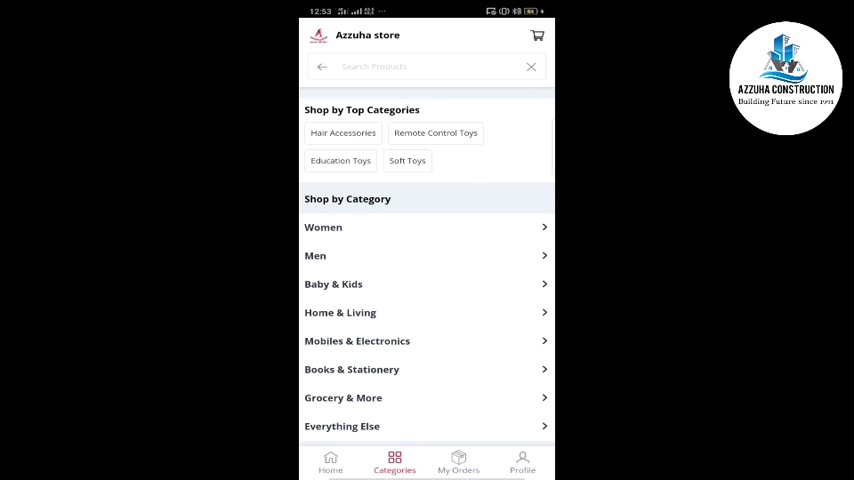 12:53
Azzuha store
Search Products
Shop by Top Categories
Hair Accessories Remote Control Toys
Education Toys Soft Toys
Shop by Category
Women
Men
Baby & Kids
Home & Living
Mobiles & Electronics
Books & Stationery
Grocery & More
Everything Else
Home Categories My Orders Profile
AZZUHA CONSTRUCTION
Building Future since 1991